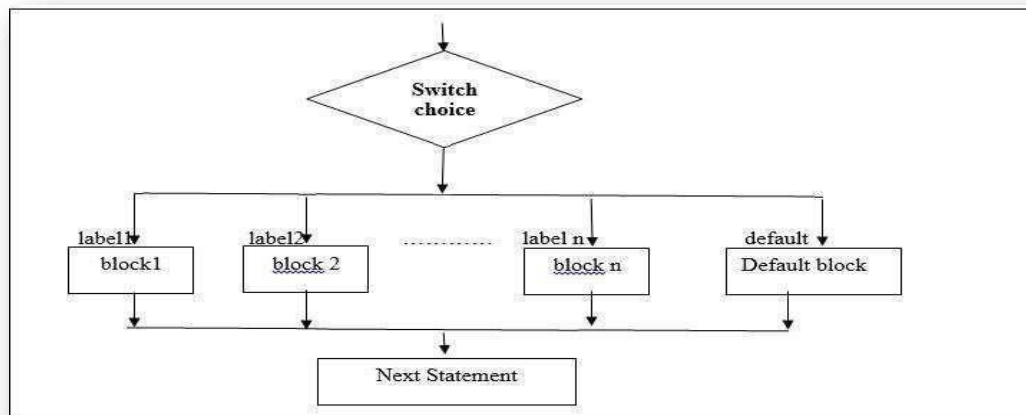 Switch
choice
label1
label2
............
label n
default
block1
block 2
block n
Default block
Next Statement